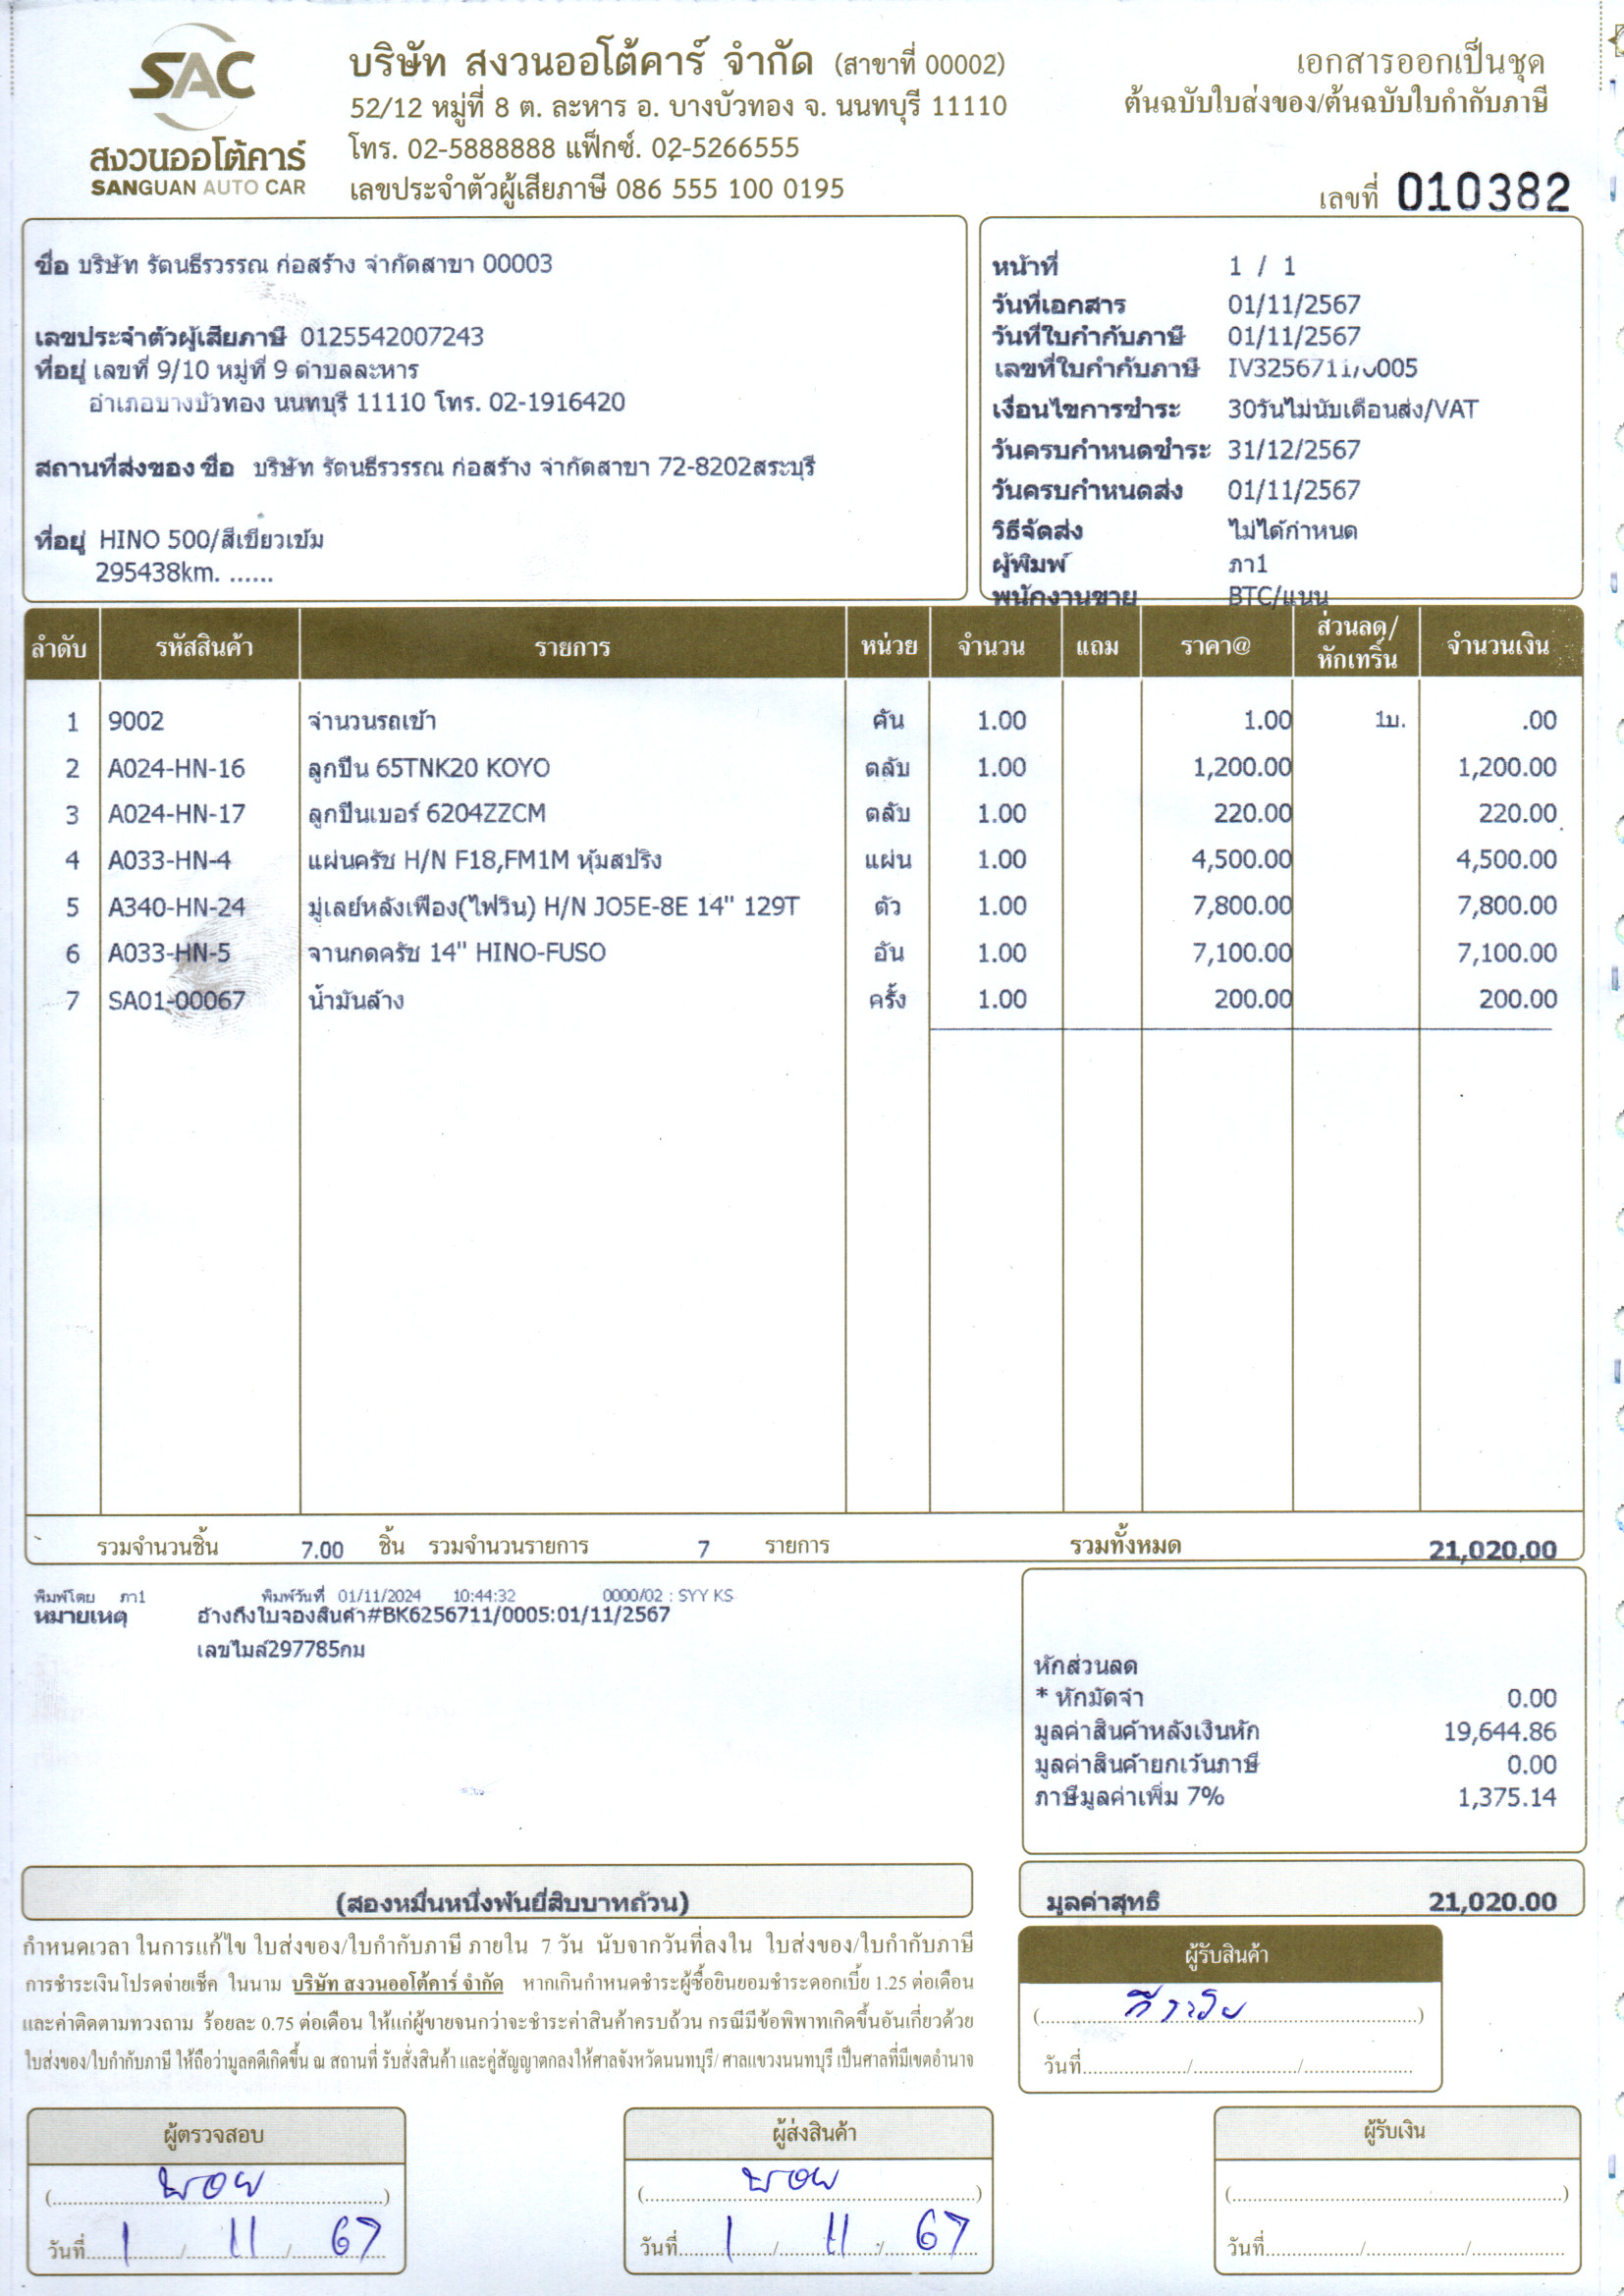 SAC
สงวนออโต้คาร์
SANGUAN AUTO CAR
บริษัท สงวนออโต้คาร์ จำกัด (สาขาที่ 00002)
52/12 หมู่ที่ 8 ต. ละหาร อ. บางบัวทอง จ. นนทบุรี 11110
โทร. 02-5888888 แฟ็กซ์. 02-5266555
เลขประจำตัวผู้เสียภาษี 086 555 100 0195
เอกสารออกเป็นชุด
ต้นฉบับใบส่งของ/ต้นฉบับใบกำกับภาษี
เลขที่ 010382
ชื่อ บริษัท รัตนธีรวรรณ ก่อสร้าง จำกัดสาขา 00003
เลขประจำตัวผู้เสียภาษี 0125542007243
ที่อยู่ เลขที่ 9/10 หมู่ที่ 9 ตำบลละหาร
อำเภอบางบัวทอง นนทบุรี 11110 โทร. 02-1916420
สถานที่ส่งของ ชื่อ บริษัท รัตนธีรวรรณ ก่อสร้าง จำกัดสาขา 72-8202สระบุรี
ที่อยู่ HINO 500/สีเขียวเข้ม
295438km. ......
หน้าที่ 1 / 1
วันที่เอกสาร 01/11/2567
วันที่ใบกำกับภาษี 01/11/2567
เลขที่ใบกำกับภาษี IV3256711/0005
เงื่อนไขการชำระ 30วันไม่นับเดือนส่ง/VAT
วันครบกำหนดชำระ 31/12/2567
วันครบกำหนดส่ง 01/11/2567
วิธีจัดส่ง ไม่ได้กำหนด
ผู้พิมพ์ ภา1
พนักงานขาย BTC/แนน
ลำดับ รหัสสินค้า รายการ หน่วย จำนวน แถม ราคา@ ส่วนลด/หักเทริ์น จำนวนเงิน
1 9002 จำนวนรถเข้า คัน 1.00 1.00 1บ. .00
2 A024-HN-16 ลูกปืน 65TNK20 KOYO ตลับ 1.00 1,200.00 1,200.00
3 A024-HN-17 ลูกปืนเบอร์ 6204ZZCM ตลับ 1.00 220.00 220.00
4 A033-HN-4 แผ่นครัช H/N F18,FM1M หุ้มสปริง แผ่น 1.00 4,500.00 4,500.00
5 A340-HN-24 มู่เลย์หลังเฟือง(ไฟวิน) H/N JO5E-8E 14" 129T ตัว 1.00 7,800.00 7,800.00
6 A033-HN-5 จานกดครัช 14" HINO-FUSO อัน 1.00 7,100.00 7,100.00
7 SA01-00067 น้ำมันล้าง ครั้ง 1.00 200.00 200.00
รวมจำนวนชิ้น 7.00 ชิ้น รวมจำนวนรายการ 7 รายการ รวมทั้งหมด 21,020.00
พิมพ์โดย ภา1 พิมพ์วันที่ 01/11/2024 10:44:32 0000/02 : SYY KS
หมายเหตุ อ้างถึงใบจองสินค้า#BK6256711/0005:01/11/2567
เลขไมล์297785กม
หักส่วนลด
* หักมัดจำ 0.00
มูลค่าสินค้าหลังเงินหัก 19,644.86
มูลค่าสินค้ายกเว้นภาษี 0.00
ภาษีมูลค่าเพิ่ม 7% 1,375.14
(สองหมื่นหนึ่งพันยี่สิบบาทถ้วน)
มูลค่าสุทธิ 21,020.00
กำหนดเวลา ในการแก้ไข ใบส่งของ/ใบกำกับภาษี ภายใน 7 วัน นับจากวันที่ลงใน ใบส่งของ/ใบกำกับภาษี
การชำระเงินโปรดจ่ายเช็ค ในนาม บริษัท สงวนออโต้คาร์ จำกัด หากเกินกำหนดชำระผู้ซื้อยินยอมชำระดอกเบี้ย 1.25 ต่อเดือน
และค่าติดตามทวงถาม ร้อยละ 0.75 ต่อเดือน ให้แก่ผู้ขายจนกว่าจะชำระค่าสินค้าครบถ้วน กรณีมีข้อพิพาทเกิดขึ้นอันเกี่ยวด้วย
ใบส่งของ/ใบกำกับภาษี ให้ถือว่ามูลคดีเกิดขึ้น ณ สถานที่ รับสั่งสินค้า และคู่สัญญาตกลงให้ศาลจังหวัดนนทบุรี/ ศาลแขวงนนทบุรี เป็นศาลที่มีเขตอำนาจ
ผู้รับสินค้า
วันที่......../......../........
ผู้ตรวจสอบ
วันที่ 1 / 11 / 67
ผู้ส่งสินค้า
วันที่ 1 / 11 / 67
ผู้รับเงิน
(........................)
วันที่......../......../........